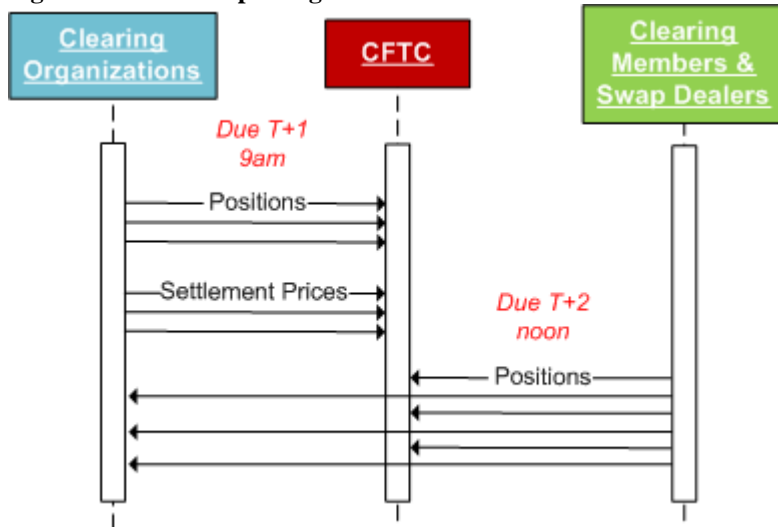 Clearing
Organizations
CFTC
Clearing
Members &
Swap Dealers
Due T+1
9am
Positions
Settlement Prices
Due T+2
noon
Positions